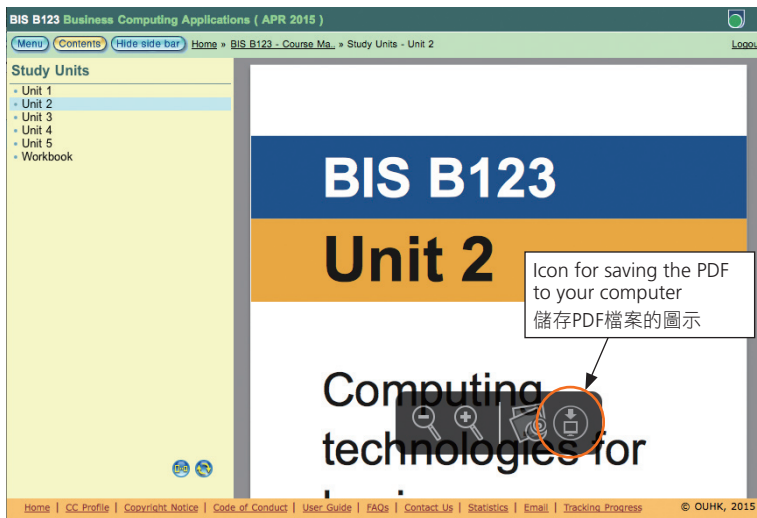 BIS B123 Business Computing Applications ( APR 2015 )
Menu Contents Hide side bar Home » BIS B123 - Course Ma.. » Study Units - Unit 2
Study Units
Unit 1
Unit 2
Unit 3
Unit 4
Unit 5
Workbook
BIS B123
Unit 2
Icon for saving the PDF
to your computer
儲存PDF檔案的圖示
Computing
technologies for
Home | CC Profile | Copyright Notice | Code of Conduct | User Guide | FAQs | Contact Us | Statistics | Email | Tracking Progress © OUHK, 2015